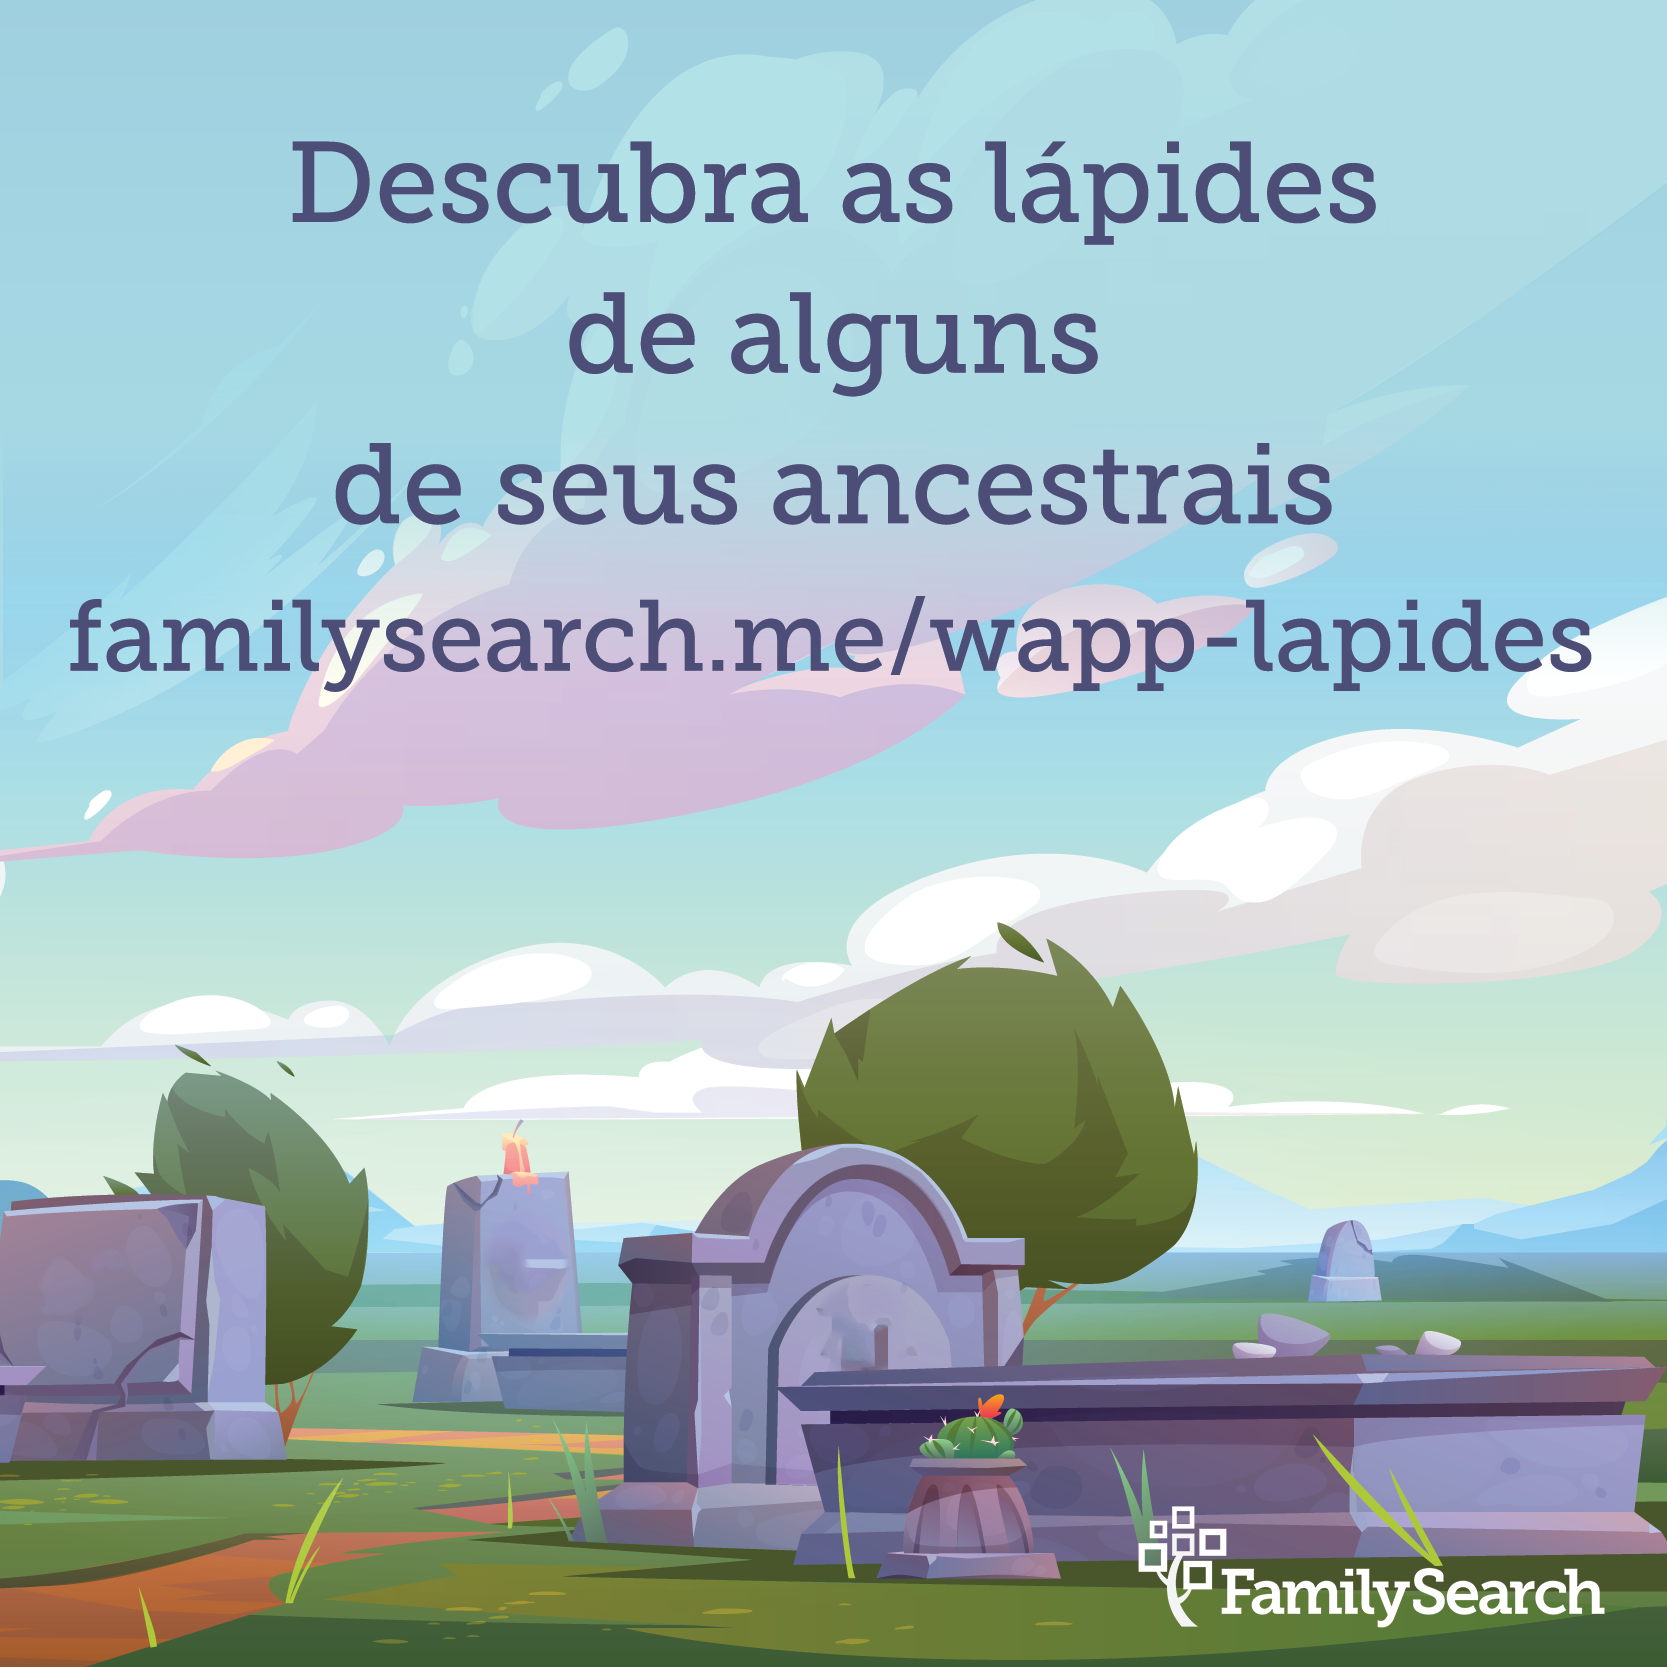 Descubra as lápides
de alguns
de seus ancestrais
familysearch.me/wapp-lapides
FamilySearch